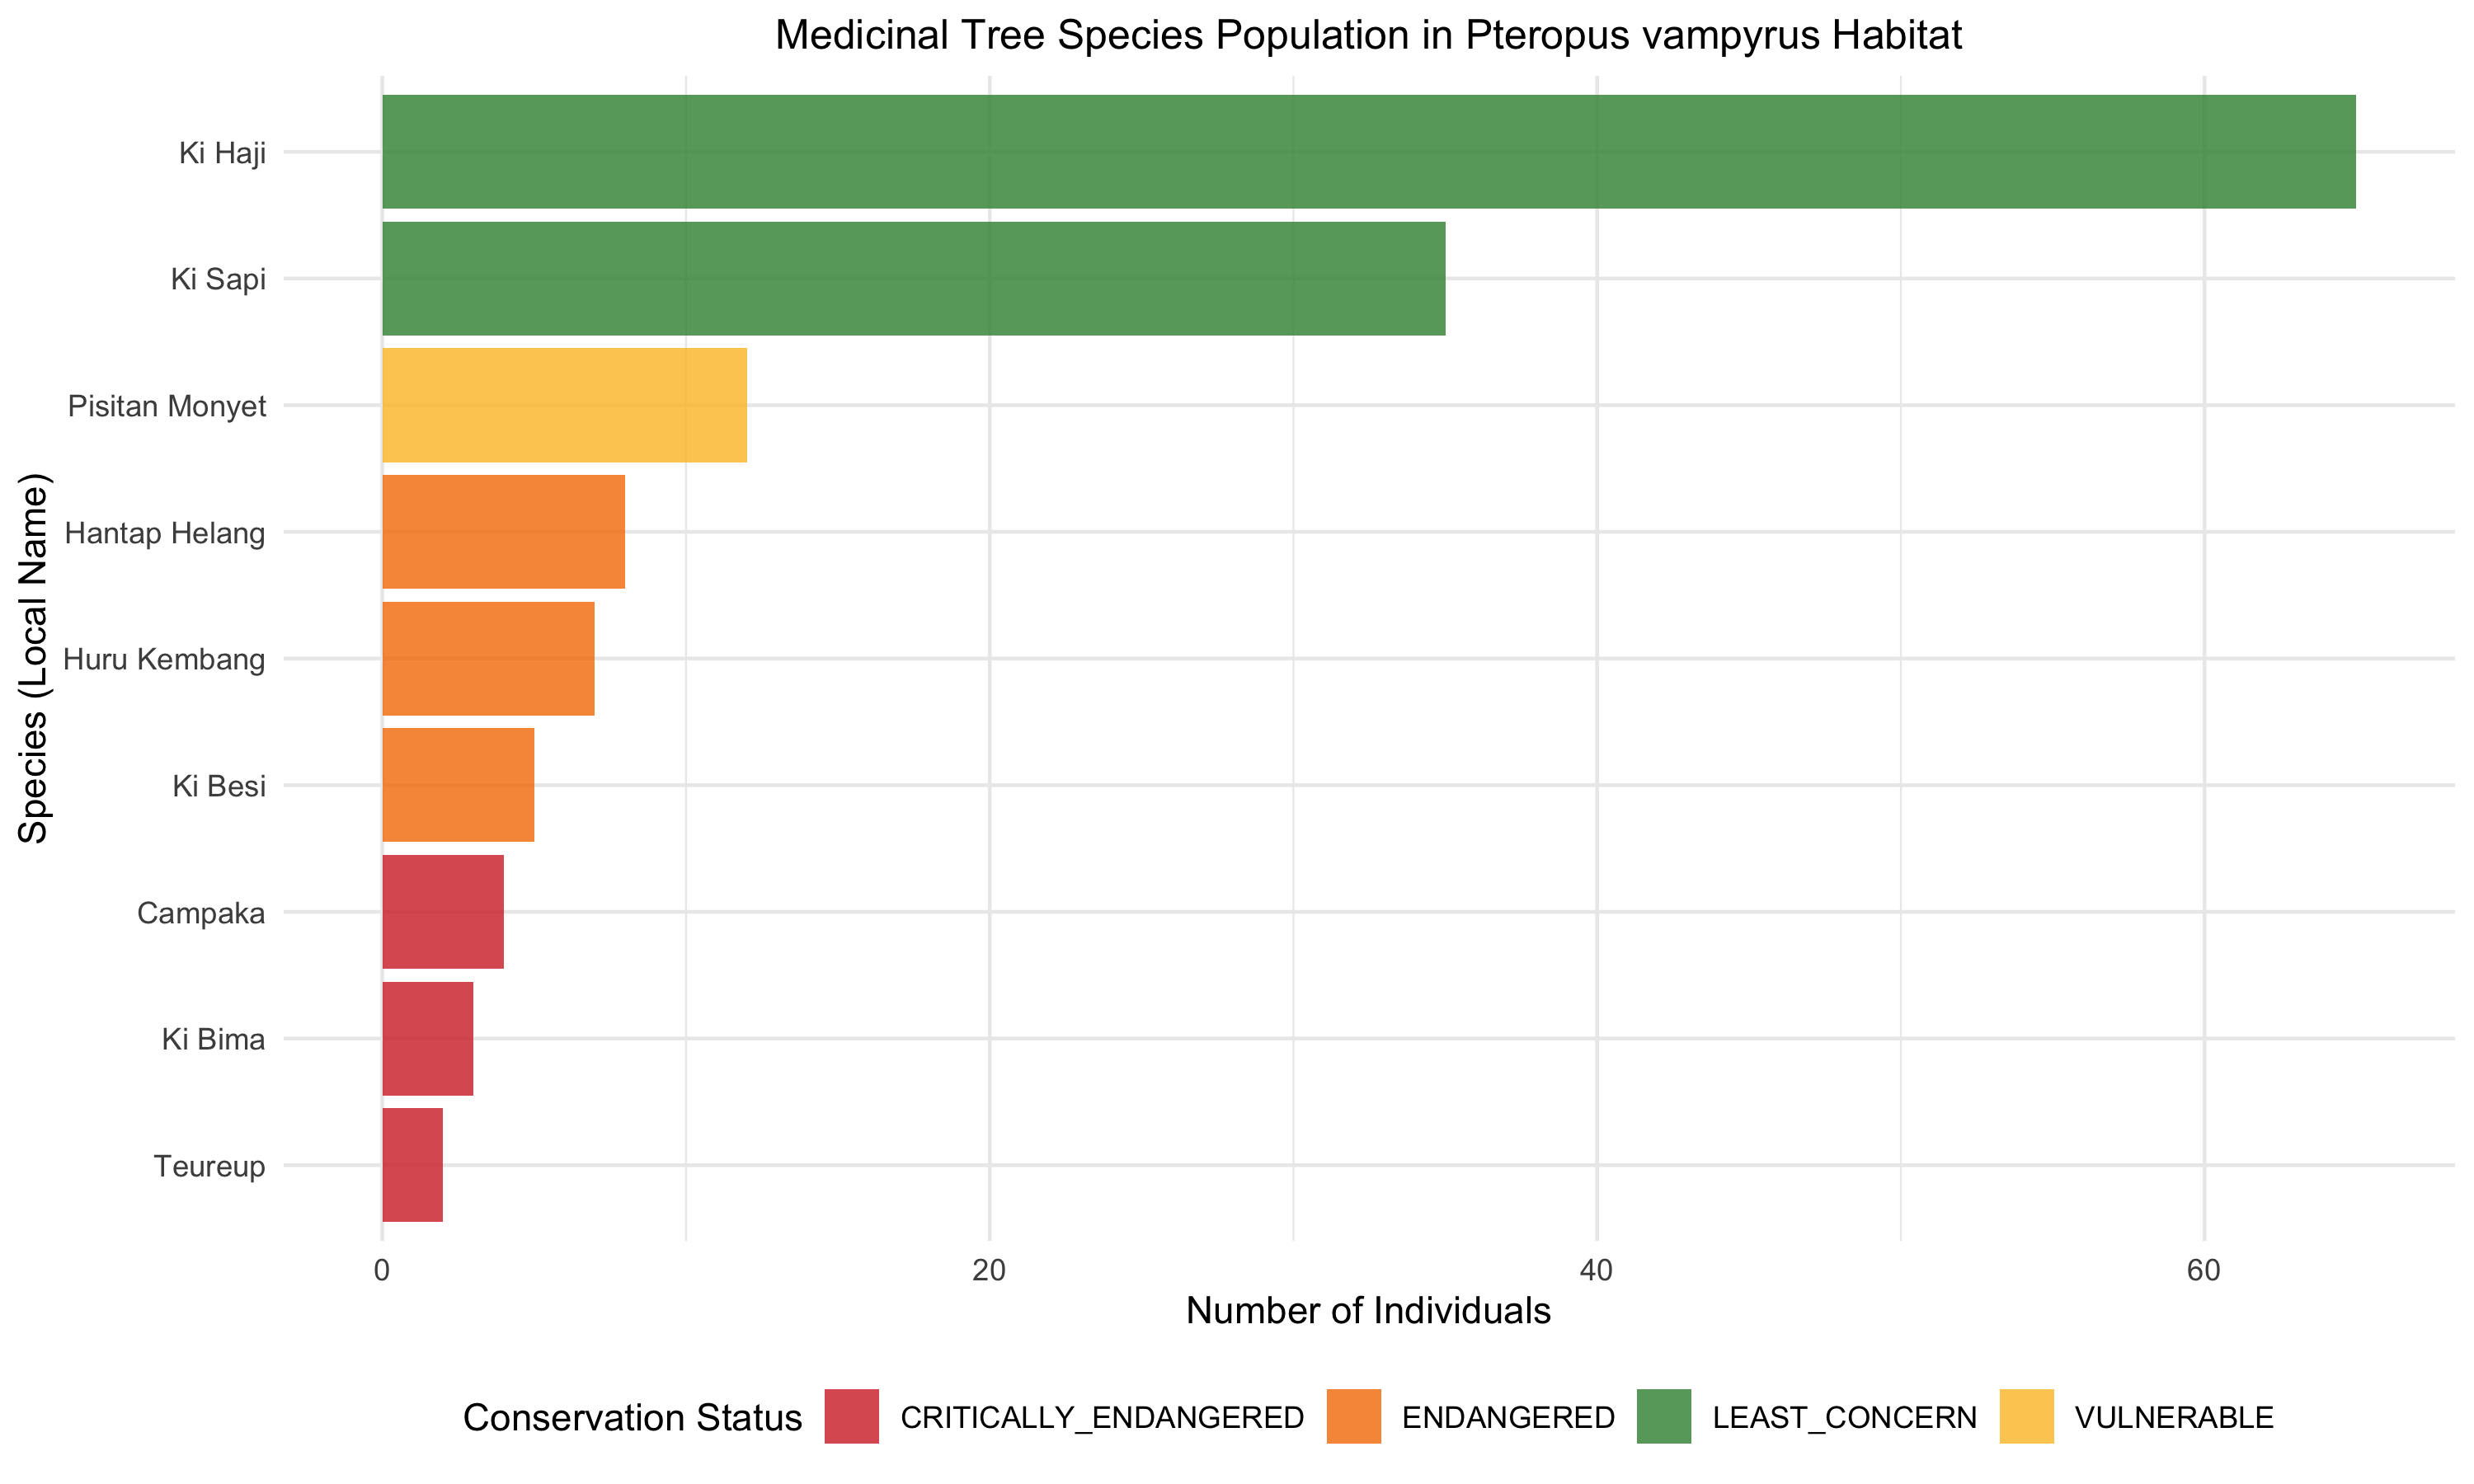 Medicinal Tree Species Population in Pteropus vampyrus Habitat
Species (Local Name)
Ki Haji
Ki Sapi
Pisitan Monyet
Hantap Helang
Huru Kembang
Ki Besi
Campaka
Ki Bima
Teureup
0 20 40 60
Number of Individuals
Conservation Status CRITICALLY_ENDANGERED ENDANGERED LEAST_CONCERN VULNERABLE